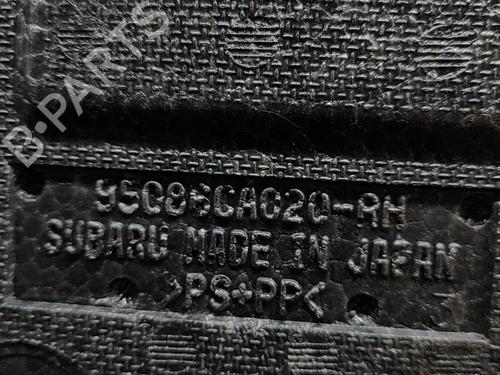 B-PARTS
95086CA020-RH
SUBARU MADE IN JAPAN
>PS+PP<